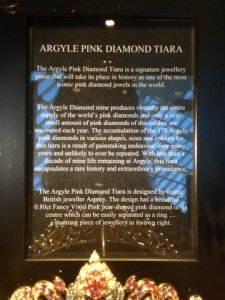 ARGYLE PINK DIAMOND TIARA
The Argyle Pink Diamond Tiara is a signature jewellery
piece that will take its place in history as one of the most
iconic pink diamond jewels in the world.
The Argyle Diamond mine produces virtually the entire
supply of the world's pink diamonds and only a very
small amount of pink diamonds of this calibre are
recovered each year. The accumulation of the 178 Argyle
pink diamonds in various shapes, sizes and colours for
this tiara is a result of painstaking endeavour over many
years and unlikely to ever be repeated. With less than a
decade of mine life remaining at Argyle, this tiara
encapsulates a rare history and extraordinary provenance.
The Argyle Pink Diamond Tiara is designed by iconic
British jeweller Asprey. The design has a beautiful
0.80ct Fancy Vivid Pink pear-shaped pink diamond in its
centre which can be easily separated as a ring ...
a stunning piece of jewellery in its own right.